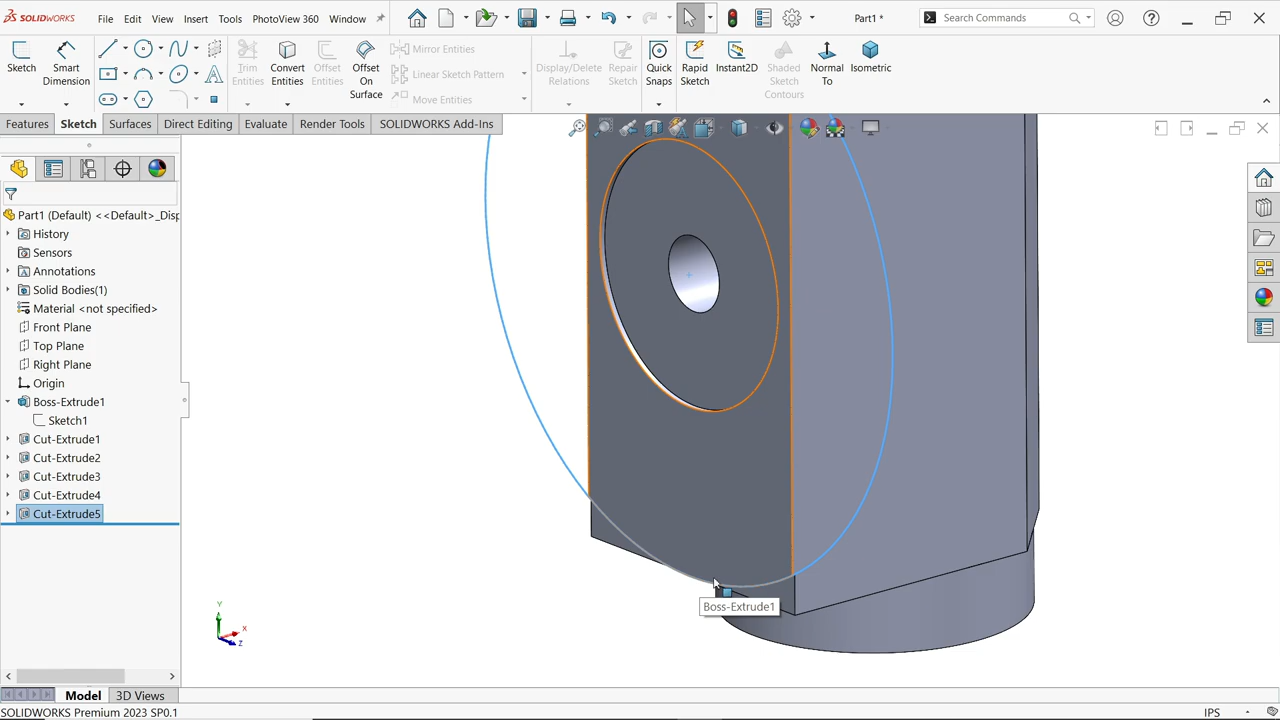 SOLIDWORKS File Edit View Insert Tools PhotoView 360 Window Part1 * Search Commands
Sketch Smart Dimension Trim Entities Convert Entities Offset Entities Offset On Surface Mirror Entities Linear Sketch Pattern Move Entities Display/Delete Relations Repair Sketch Quick Snaps Rapid Sketch Instant2D Shaded Sketch Contours Normal To Isometric
Features Sketch Surfaces Direct Editing Evaluate Render Tools SOLIDWORKS Add-Ins
Part1 (Default) <<Default>_Disp
History
Sensors
Annotations
Solid Bodies(1)
Material <not specified>
Front Plane
Top Plane
Right Plane
Origin
Boss-Extrude1
Sketch1
Cut-Extrude1
Cut-Extrude2
Cut-Extrude3
Cut-Extrude4
Cut-Extrude5
Boss-Extrude1
Y
X
Z
Model 3D Views
SOLIDWORKS Premium 2023 SP0.1 IPS